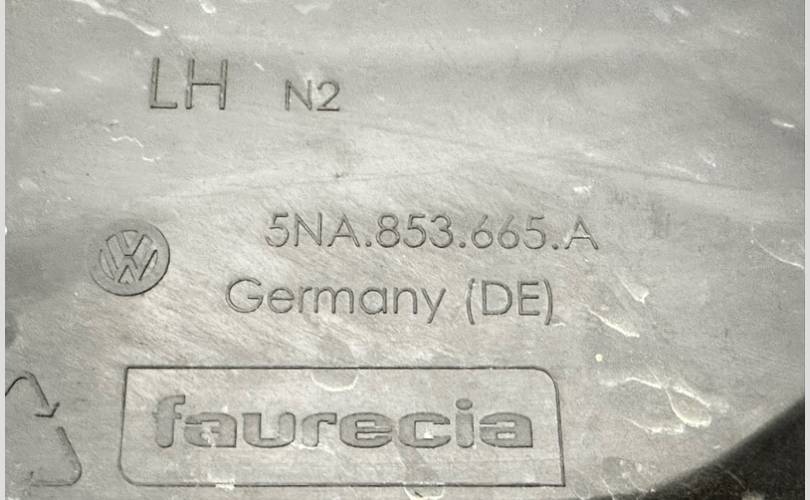 LH N2
5NA.853.665.A
Germany (DE)
faurecia